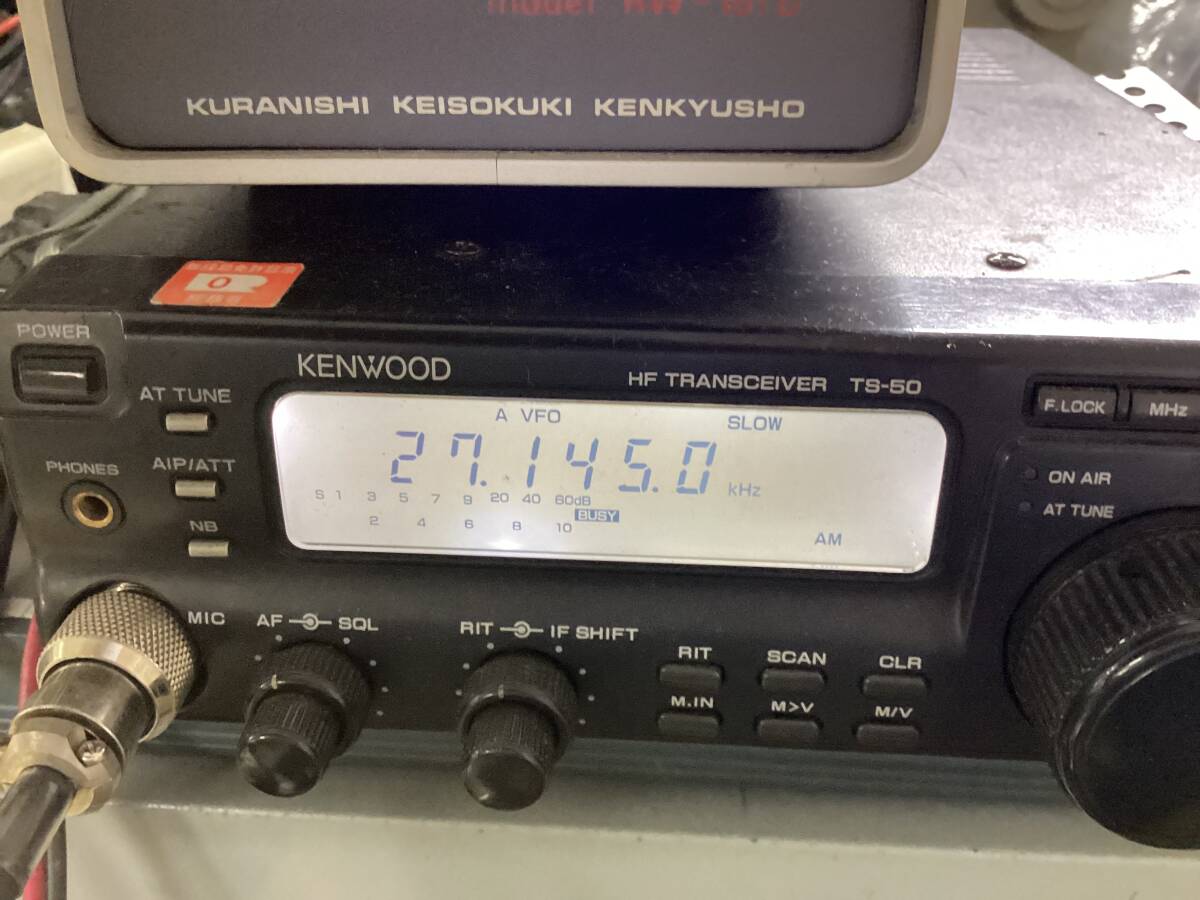 KURANISHI KEISOKUKI KENKYUSHO
0
POWER
KENWOOD
HF TRANSCEIVER TS-50
F.LOCK
MHz
AT TUNE
A VFO
SLOW
27.145.0 kHz
PHONES
AIP/ATT
S 1 3 5 7 9 20 40 60dB
BUSY
2 4 6 8 10
AM
ON AIR
AT TUNE
NB
MIC
AF SQL
RIT IF SHIFT
RIT
SCAN
CLR
M.IN
M>V
M/V